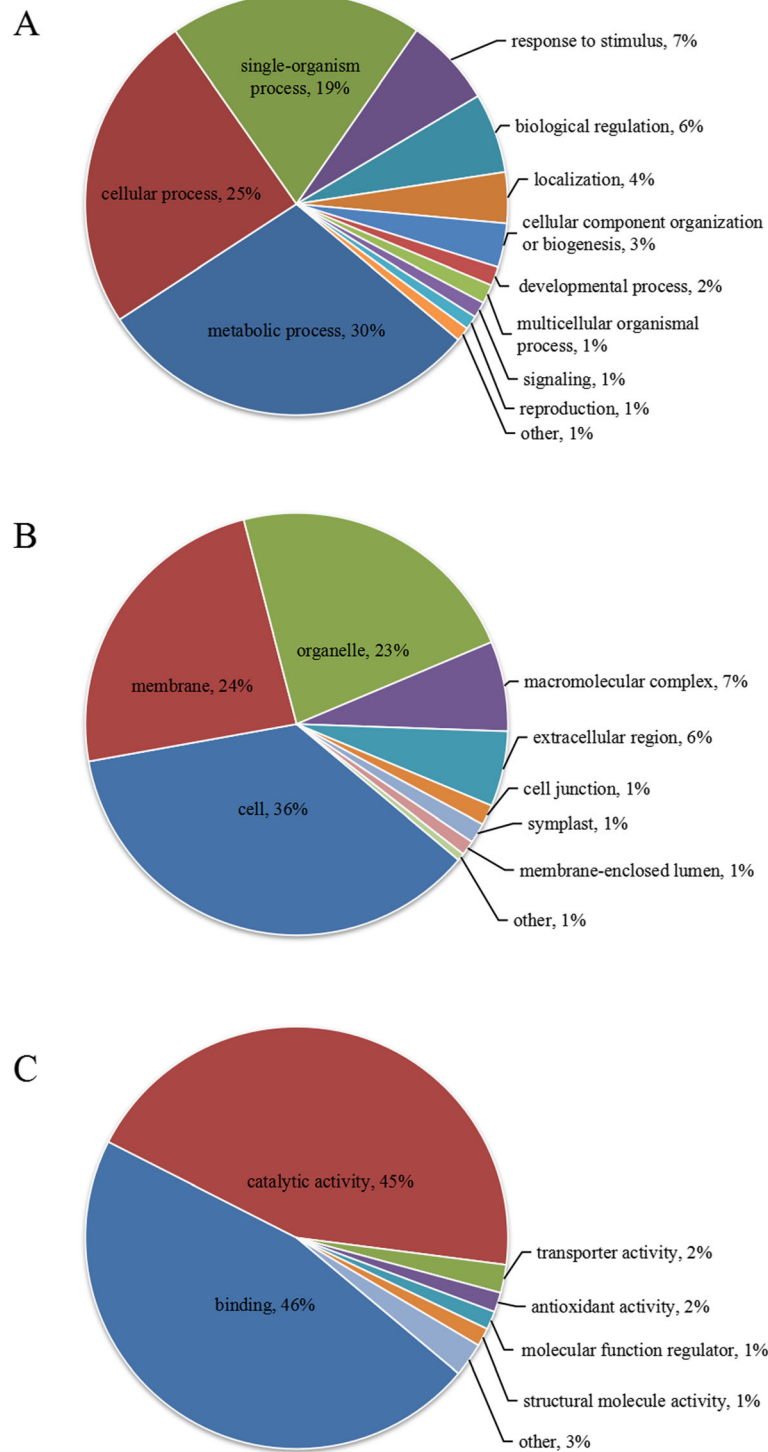 A
single-organism
process, 19%
response to stimulus, 7%
biological regulation, 6%
localization, 4%
cellular process, 25%
cellular component organization
or biogenesis, 3%
developmental process, 2%
metabolic process, 30%
multicellular organismal
process, 1%
signaling, 1%
reproduction, 1%
other, 1%
B
organelle, 23%
membrane, 24%
macromolecular complex, 7%
extracellular region, 6%
cell junction, 1%
cell, 36%
symplast, 1%
membrane-enclosed lumen, 1%
other, 1%
C
catalytic activity, 45%
transporter activity, 2%
binding, 46%
antioxidant activity, 2%
molecular function regulator, 1%
structural molecule activity, 1%
other, 3%